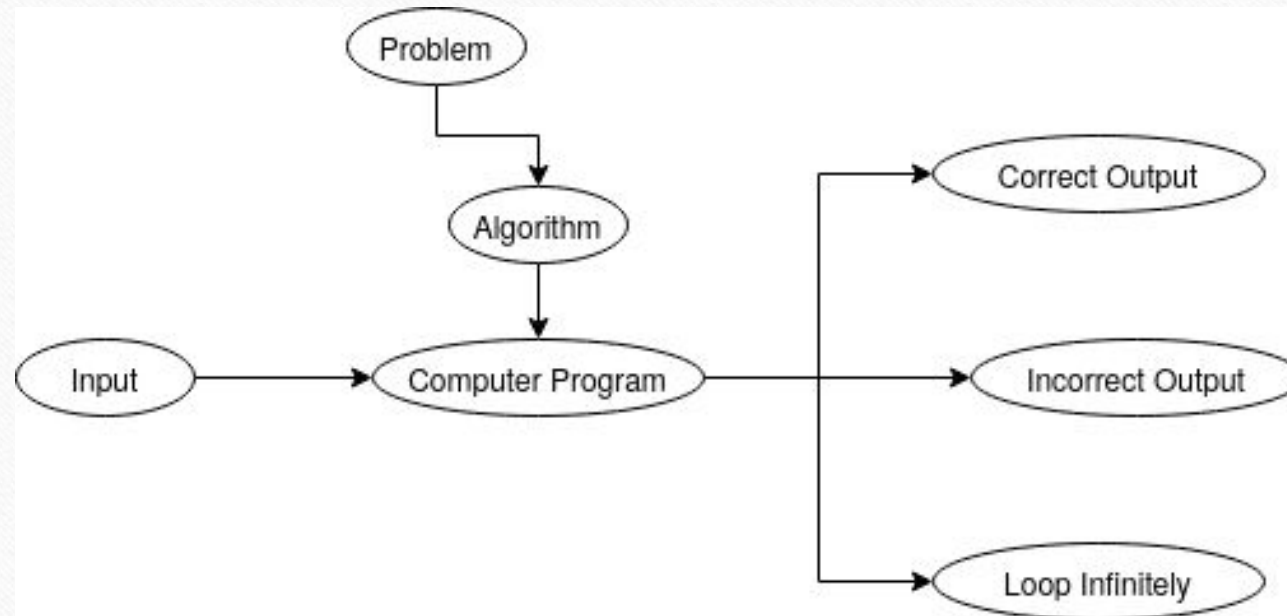 Problem
Algorithm
Input
Computer Program
Correct Output
Incorrect Output
Loop Infinitely